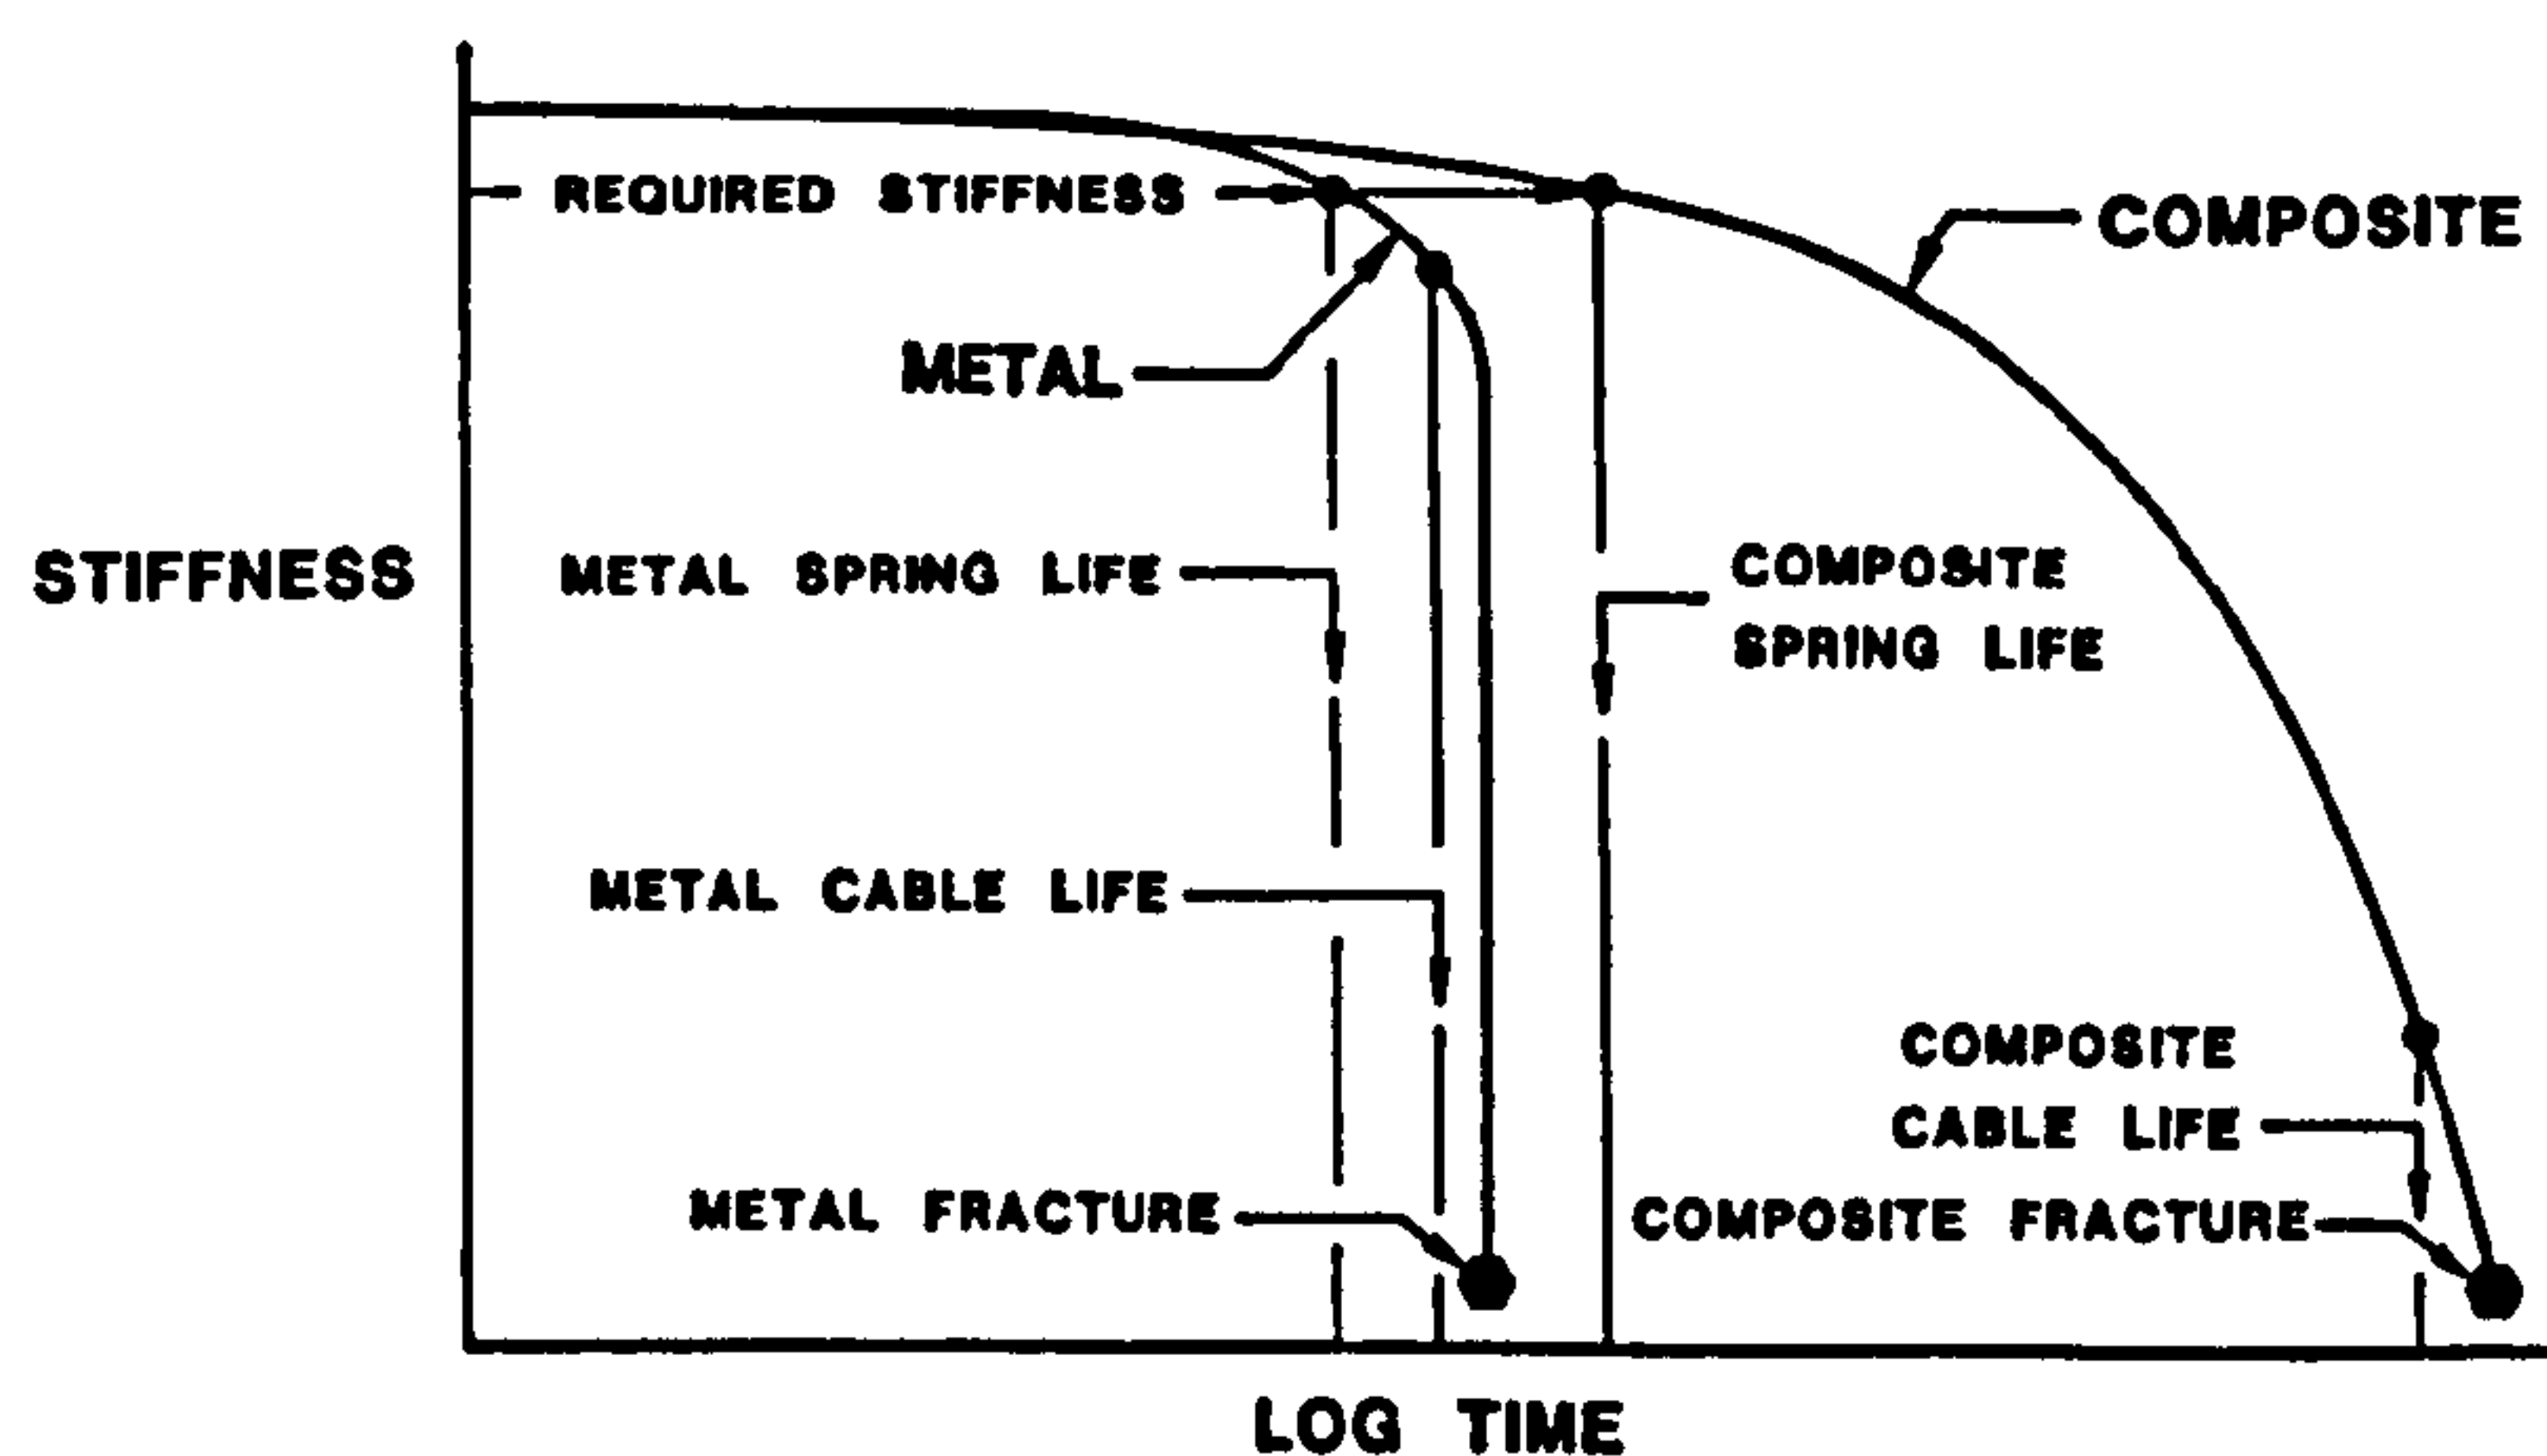 REQUIRED STIFFNESS
COMPOSITE
METAL
STIFFNESS
METAL SPRING LIFE
COMPOSITE
SPRING LIFE
METAL CABLE LIFE
COMPOSITE
CABLE LIFE
METAL FRACTURE
COMPOSITE FRACTURE
LOG TIME